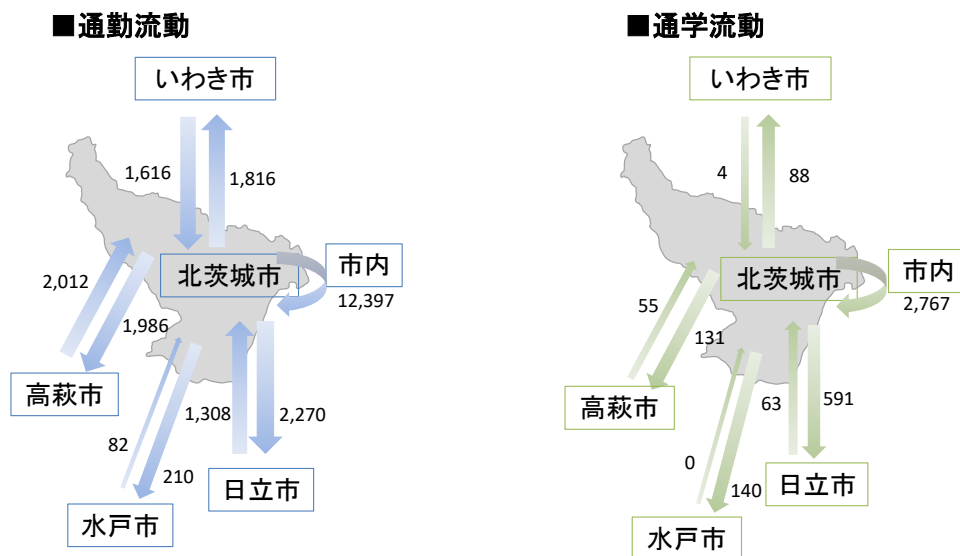 ■通勤流動
いわき市
1,616
1,816
北茨城市
市内
12,397
2,012
1,986
高萩市
1,308
2,270
82
210
日立市
水戸市
■通学流動
いわき市
4
88
北茨城市
市内
2,767
55
131
高萩市
63
591
0
140
日立市
水戸市